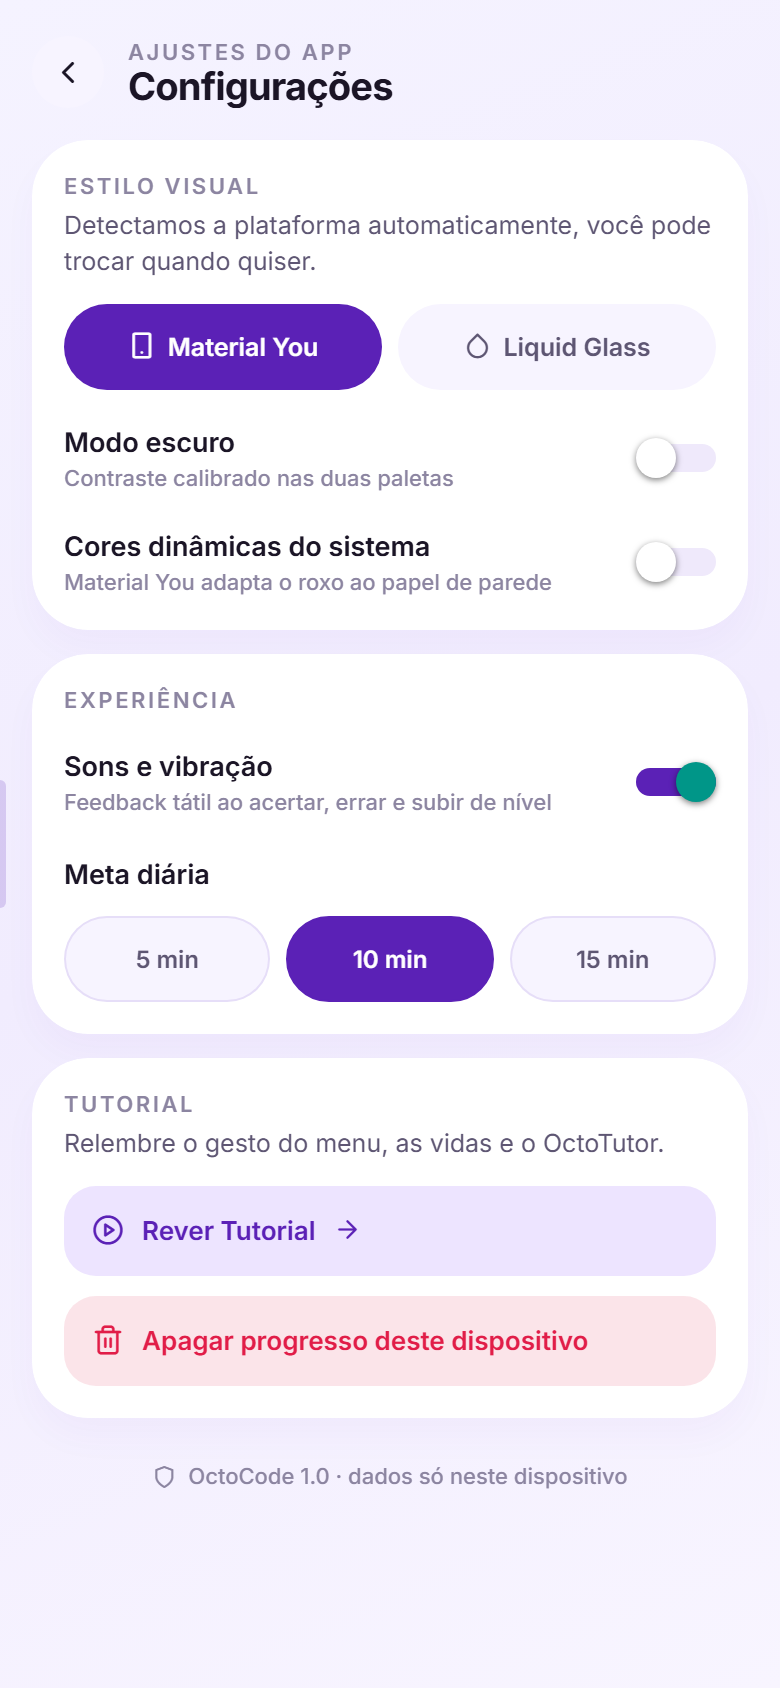 AJUSTES DO APP
Configurações
ESTILO VISUAL
Detectamos a plataforma automaticamente, você pode
trocar quando quiser.
Material You
Liquid Glass
Modo escuro
Contraste calibrado nas duas paletas
Cores dinâmicas do sistema
Material You adapta o roxo ao papel de parede
EXPERIÊNCIA
Sons e vibração
Feedback tátil ao acertar, errar e subir de nível
Meta diária
5 min
10 min
15 min
TUTORIAL
Relembre o gesto do menu, as vidas e o OctoTutor.
Rever Tutorial →
Apagar progresso deste dispositivo
OctoCode 1.0 · dados só neste dispositivo